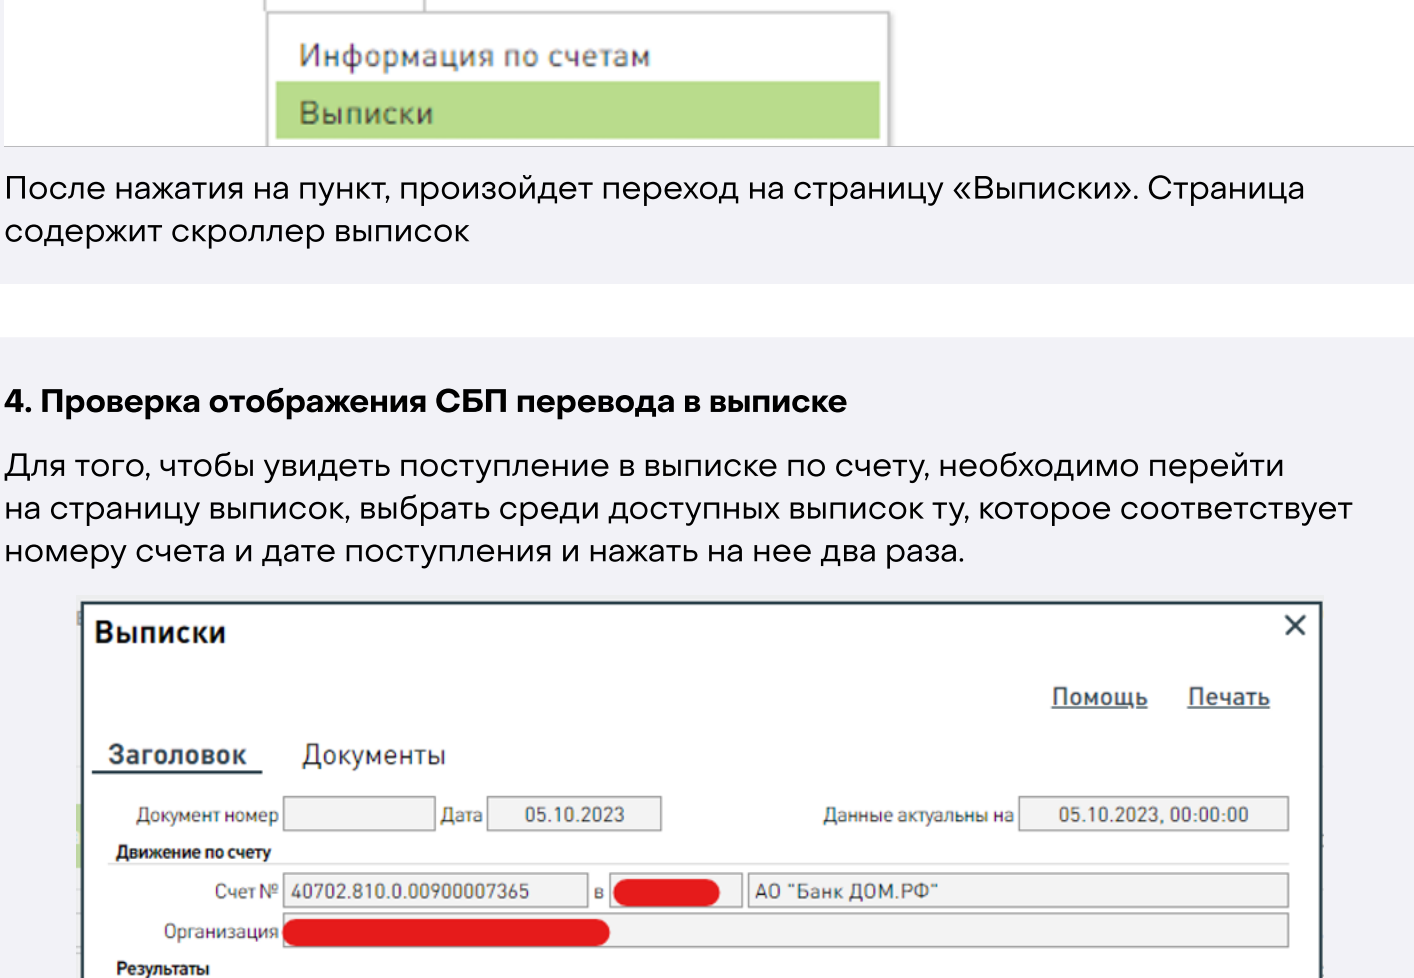 Информация по счетам
Выписки
После нажатия на пункт, произойдет переход на страницу «Выписки». Страница
содержит скроллер выписок
4. Проверка отображения СБП перевода в выписке
Для того, чтобы увидеть поступление в выписке по счету, необходимо перейти
на страницу выписок, выбрать среди доступных выписок ту, которое соответствует
номеру счета и дате поступления и нажать на нее два раза.
Выписки
Помощь Печать
Заголовок Документы
Документ номер Дата 05.10.2023 Данные актуальны на 05.10.2023, 00:00:00
Движение по счету
Счет № 40702.810.0.00900007365 в АО "Банк ДОМ.РФ"
Организация
Результаты